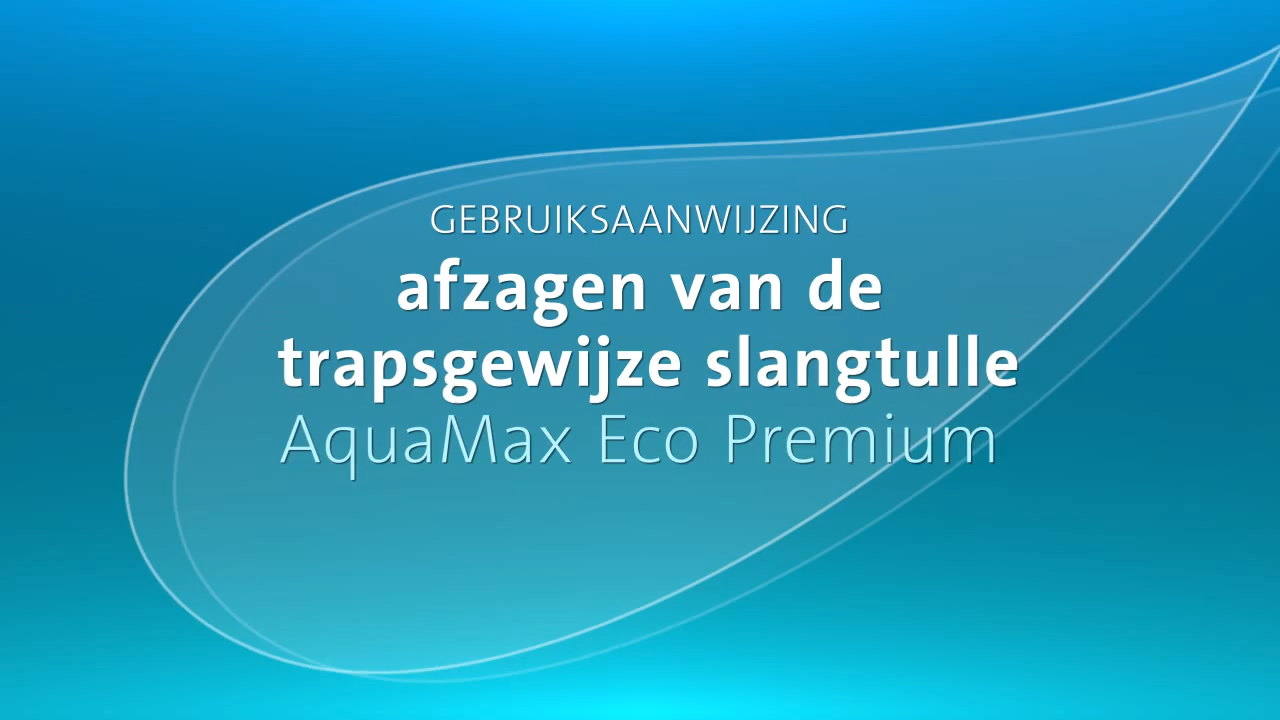 GEBRUIKSAANWIJZING
afzagen van de
trapsgewijze slangtulle
AquaMax Eco Premium